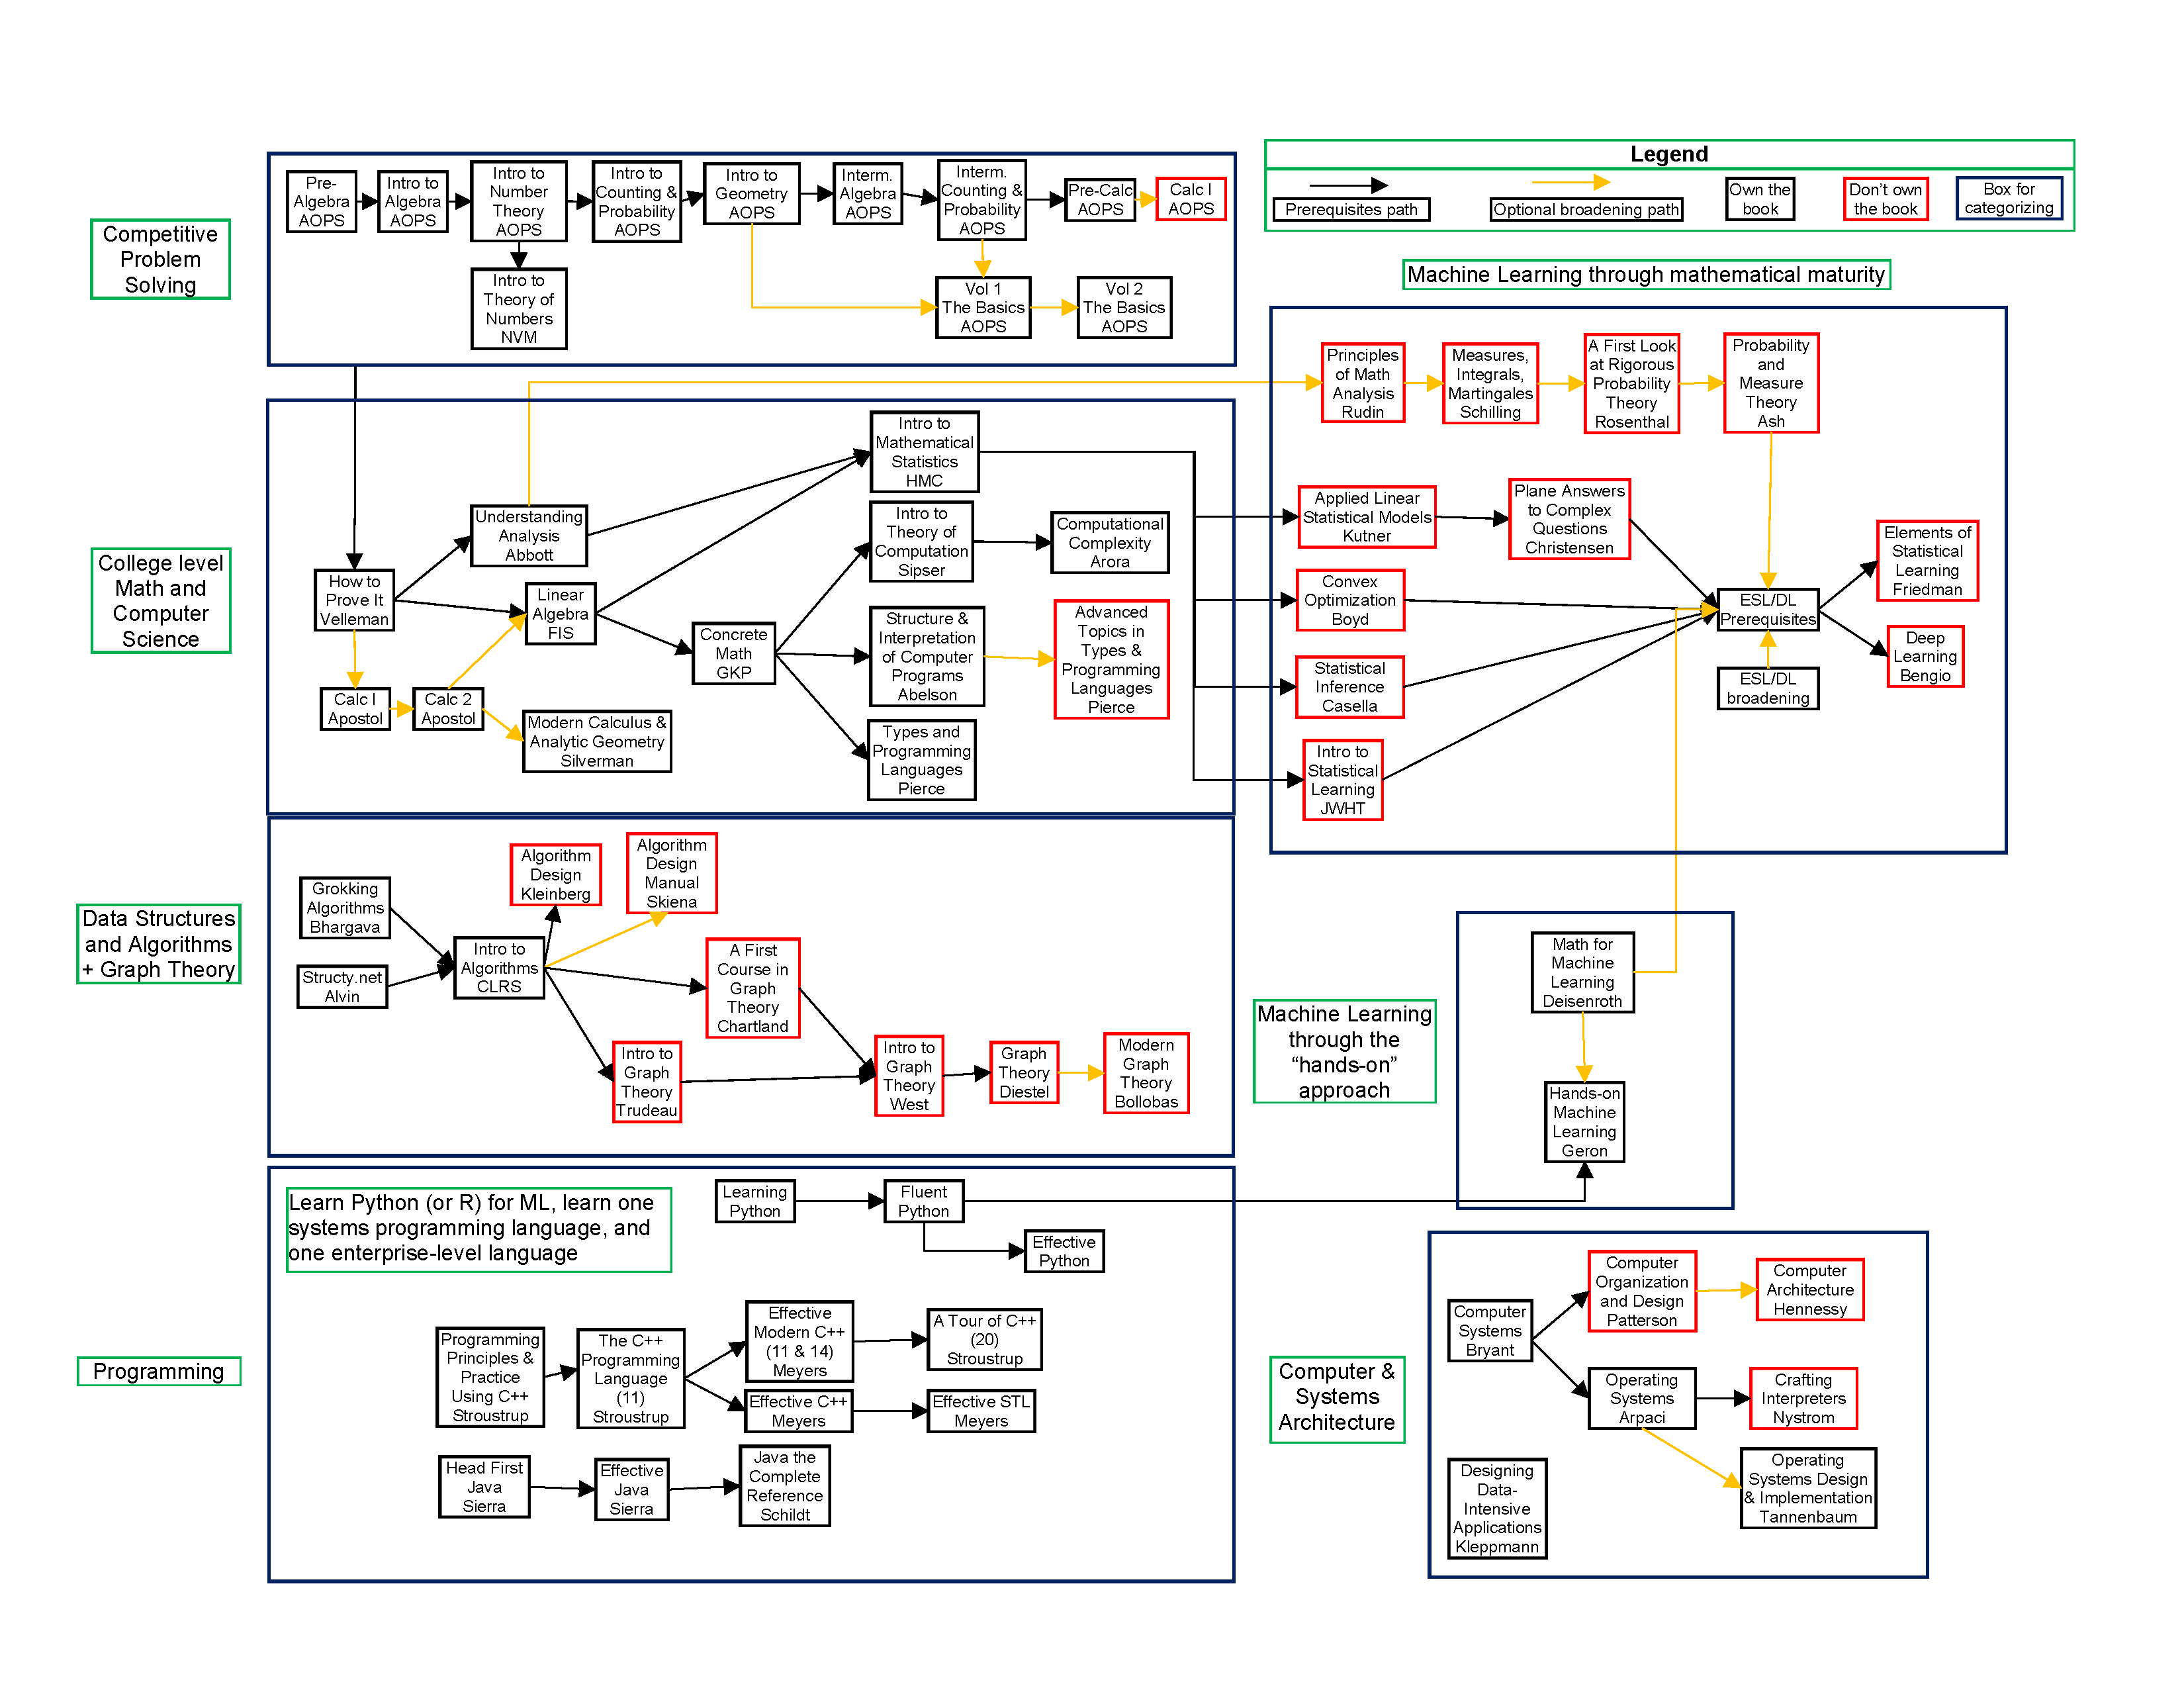 Legend
Prerequisites path
Optional broadening path
Own the
book
Don't own
the book
Box for
categorizing
Competitive
Problem
Solving
Pre-
Algebra
AOPS
Intro to
Algebra
AOPS
Intro to
Number
Theory
AOPS
Intro to
Counting &
Probability
AOPS
Intro to
Geometry
AOPS
Interm.
Algebra
AOPS
Interm.
Counting &
Probability
AOPS
Pre-Calc
AOPS
Calc I
AOPS
Intro to
Theory of
Numbers
NVM
Vol 1
The Basics
AOPS
Vol 2
The Basics
AOPS
College level
Math and
Computer
Science
How to
Prove It
Velleman
Understanding
Analysis
Abbott
Linear
Algebra
FIS
Calc I
Apostol
Calc 2
Apostol
Modern Calculus &
Analytic Geometry
Silverman
Concrete
Math
GKP
Intro to
Mathematical
Statistics
HMC
Intro to
Theory of
Computation
Sipser
Computational
Complexity
Arora
Structure &
Interpretation
of Computer
Programs
Abelson
Advanced
Topics in
Types &
Programming
Languages
Pierce
Types and
Programming
Languages
Pierce
Machine Learning through mathematical maturity
Principles
of Math
Analysis
Rudin
Measures,
Integrals,
Martingales
Schilling
A First Look
at Rigorous
Probability
Theory
Rosenthal
Probability
and
Measure
Theory
Ash
Applied Linear
Statistical Models
Kutner
Plane Answers
to Complex
Questions
Christensen
Convex
Optimization
Boyd
Statistical
Inference
Casella
Intro to
Statistical
Learning
JWHT
ESL/DL
Prerequisites
ESL/DL
broadening
Elements of
Statistical
Learning
Friedman
Deep
Learning
Bengio
Data Structures
and Algorithms
+ Graph Theory
Grokking
Algorithms
Bhargava
Structy.net
Alvin
Intro to
Algorithms
CLRS
Algorithm
Design
Kleinberg
Algorithm
Design
Manual
Skiena
A First
Course in
Graph
Theory
Chartland
Intro to
Graph
Theory
Trudeau
Intro to
Graph
Theory
West
Graph
Theory
Diestel
Modern
Graph
Theory
Bollobas
Machine Learning
through the
“hands-on”
approach
Math for
Machine
Learning
Deisenroth
Hands-on
Machine
Learning
Geron
Programming
Learn Python (or R) for ML, learn one
systems programming language, and
one enterprise-level language
Learning
Python
Fluent
Python
Effective
Python
Programming
Principles &
Practice
Using C++
Stroustrup
The C++
Programming
Language
(11)
Stroustrup
Effective
Modern C++
(11 & 14)
Meyers
A Tour of C++
(20)
Stroustrup
Effective C++
Meyers
Effective STL
Meyers
Head First
Java
Sierra
Effective
Java
Sierra
Java the
Complete
Reference
Schildt
Computer &
Systems
Architecture
Computer
Systems
Bryant
Computer
Organization
and Design
Patterson
Computer
Architecture
Hennessy
Operating
Systems
Arpaci
Crafting
Interpreters
Nystrom
Operating
Systems Design
& Implementation
Tannenbaum
Designing
Data-
Intensive
Applications
Kleppmann